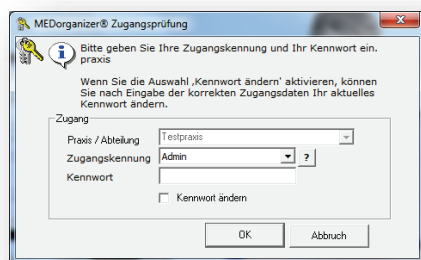 MEDorganizer® Zugangsprüfung
Bitte geben Sie Ihre Zugangskennung und Ihr Kennwort ein.
praxis
Wenn Sie die Auswahl ‚Kennwort ändern' aktivieren, können
Sie nach Eingabe der korrekten Zugangsdaten Ihr aktuelles
Kennwort ändern.
Zugang
Praxis / Abteilung Testpraxis
Zugangskennung Admin ?
Kennwort
Kennwort ändern
OK Abbruch